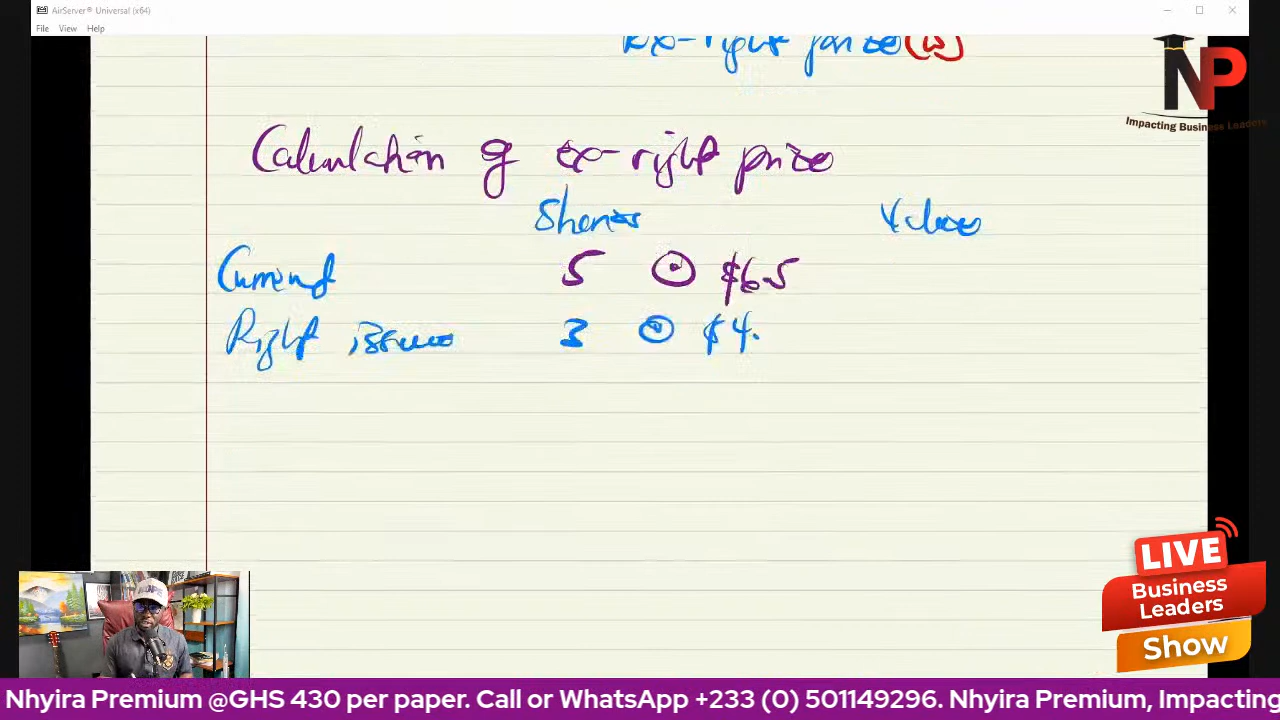 AirServer® Universal (x64)
File View Help
Ex-right price (W)
NP
Impacting Business Leaders
Calculation of ex-right price
Shares Values
Current 5 @ $6.5
Right issue 3 @ $4.
LIVE
Business
Leaders
Show
Nhyira Premium @GHS 430 per paper. Call or WhatsApp +233 (0) 501149296. Nhyira Premium, Impacting